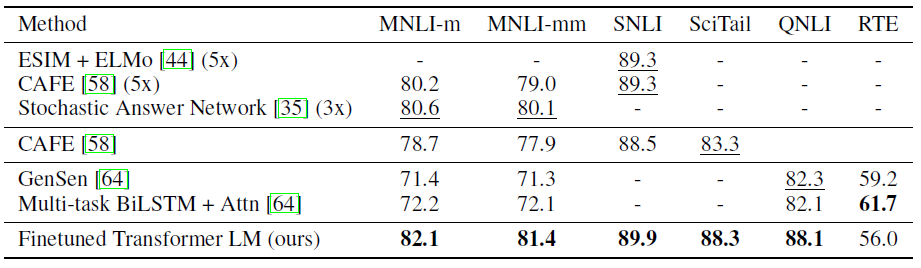 Method MNLI-m MNLI-mm SNLI SciTail QNLI RTE
ESIM + ELMo [44] (5x) - - 89.3 - - -
CAFE [58] (5x) 80.2 79.0 89.3 - - -
Stochastic Answer Network [35] (3x) 80.6 80.1 - - - -
CAFE [58] 78.7 77.9 88.5 83.3
GenSen [64] 71.4 71.3 - - 82.3 59.2
Multi-task BiLSTM + Attn [64] 72.2 72.1 - - 82.1 61.7
Finetuned Transformer LM (ours) 82.1 81.4 89.9 88.3 88.1 56.0